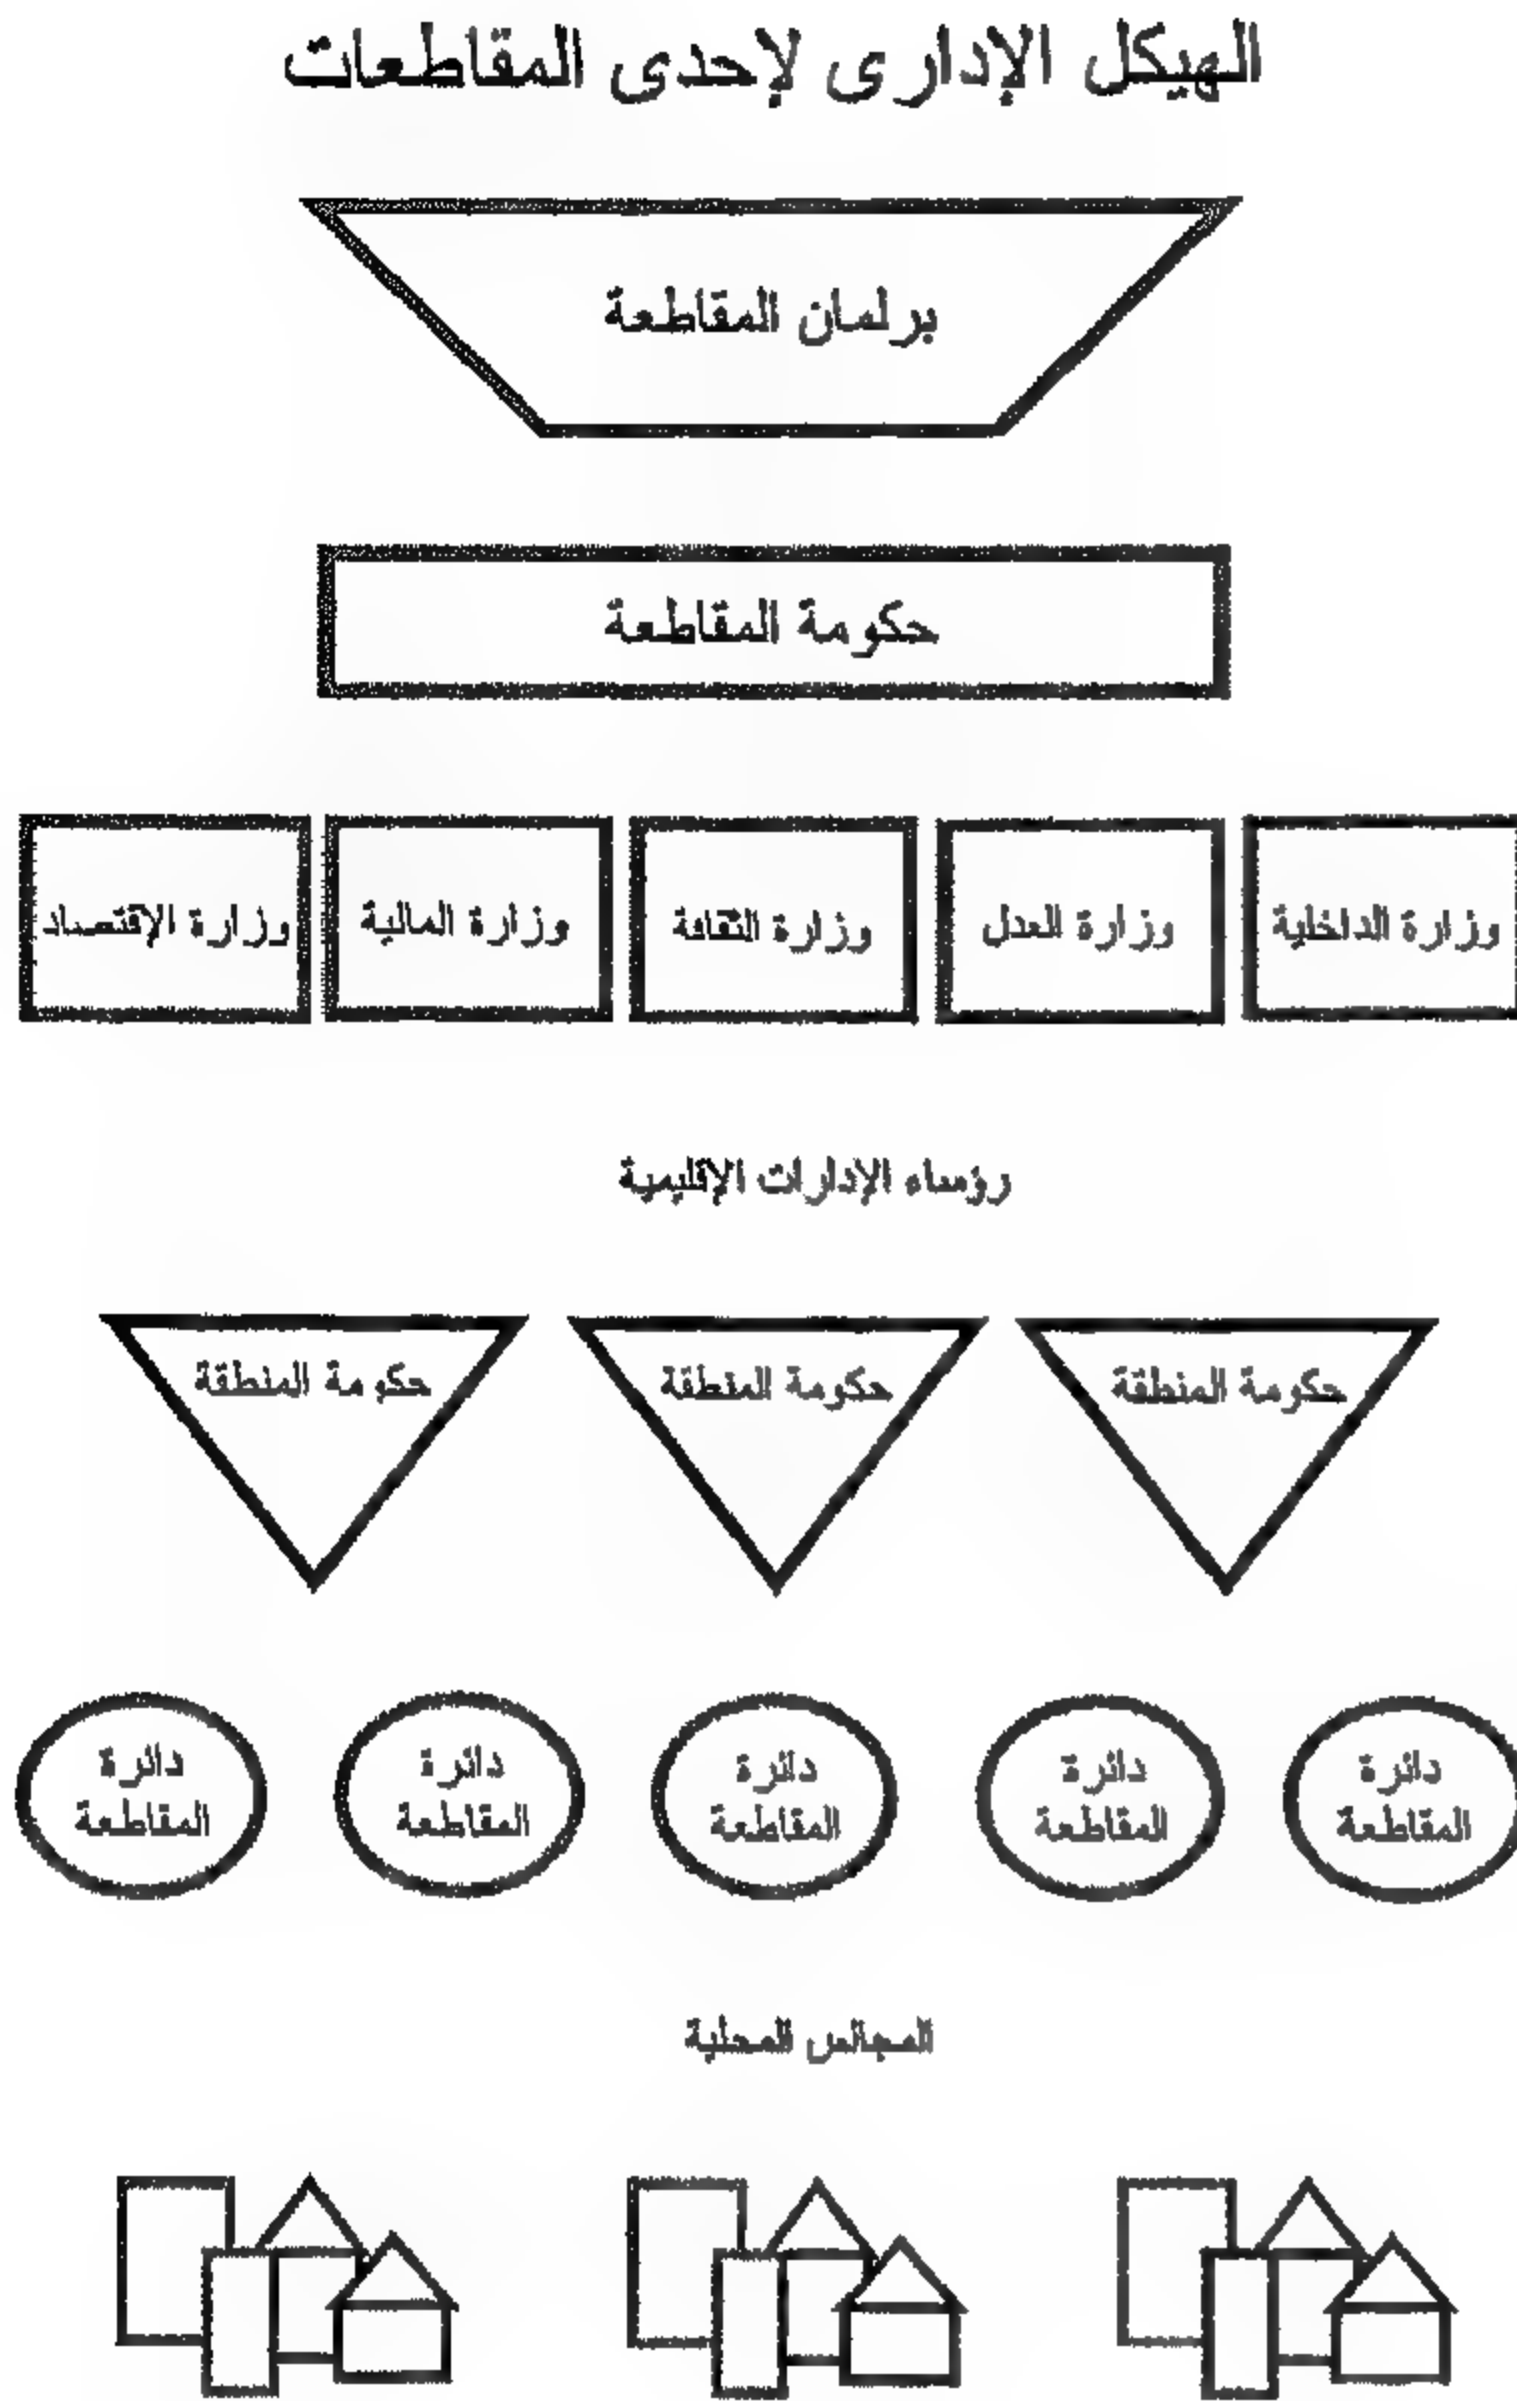 الهيكل الإدارى لإحدى المقاطعات
برلمان المقاطعة
حكومة المقاطعة
وزارة الداخلية
وزارة العدل
وزارة الثقافة
وزارة المالية
وزارة الإقتصاد
رؤساء الإدارات الإقليمية
حكومة المنطقة
حكومة المنطقة
حكومة المنطقة
دائرة
المقاطعة
دائرة
المقاطعة
دائرة
المقاطعة
دائرة
المقاطعة
دائرة
المقاطعة
المجالس المحلية